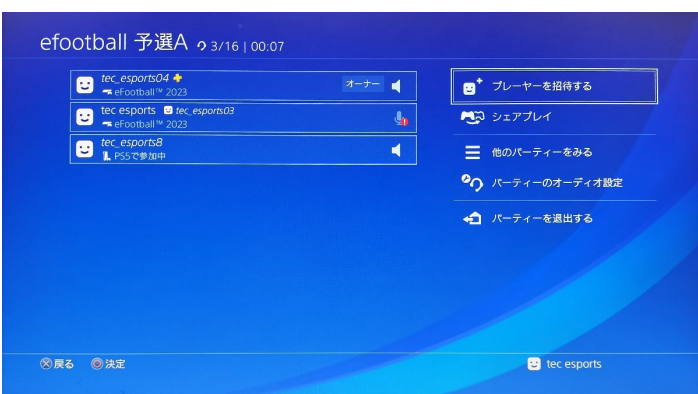 efootball 予選A 3/16 | 00:07
tec_esports04
オーナー
eFootball™ 2023
tec esports tec_esports03
eFootball™ 2023
tec_esports8
PS5で参加中
プレーヤーを招待する
シェアプレイ
他のパーティーをみる
パーティーのオーディオ設定
パーティーを退出する
戻る 決定
tec esports